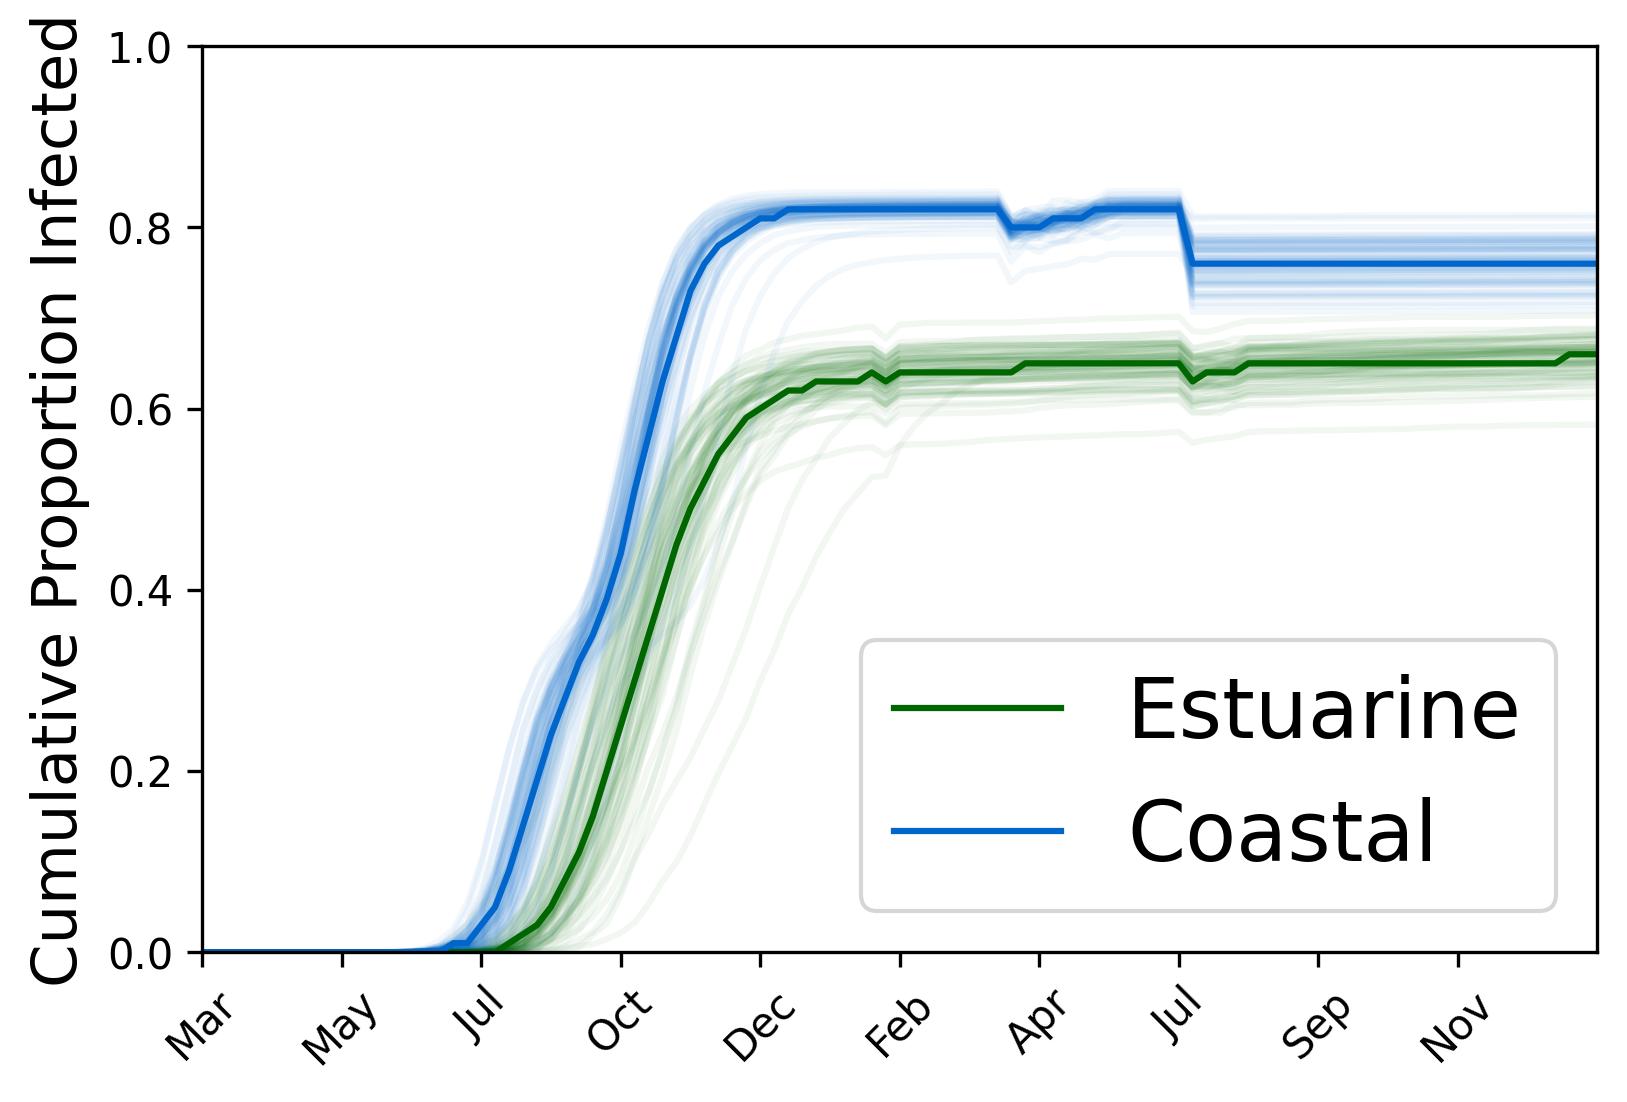 Cumulative Proportion Infected
1.0
0.8
0.6
0.4
0.2
0.0
Mar
May
Jul
Oct
Dec
Feb
Apr
Jul
Sep
Nov
Estuarine
Coastal